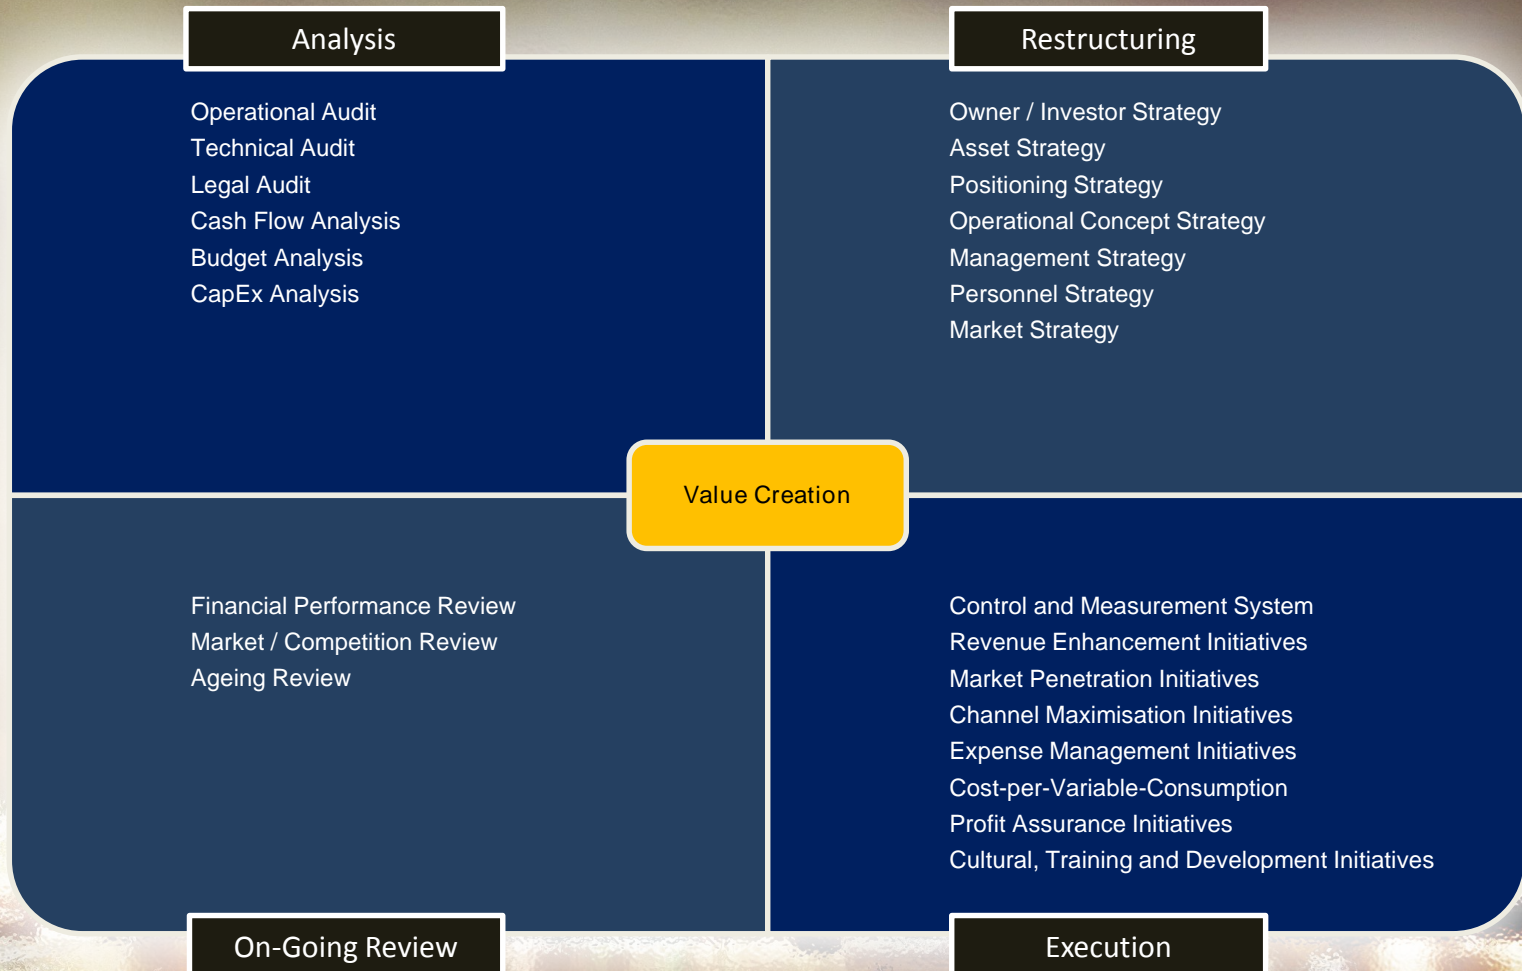 Analysis
Operational Audit
Technical Audit
Legal Audit
Cash Flow Analysis
Budget Analysis
CapEx Analysis
Restructuring
Owner / Investor Strategy
Asset Strategy
Positioning Strategy
Operational Concept Strategy
Management Strategy
Personnel Strategy
Market Strategy
Value Creation
Financial Performance Review
Market / Competition Review
Ageing Review
On-Going Review
Control and Measurement System
Revenue Enhancement Initiatives
Market Penetration Initiatives
Channel Maximisation Initiatives
Expense Management Initiatives
Cost-per-Variable-Consumption
Profit Assurance Initiatives
Cultural, Training and Development Initiatives
Execution